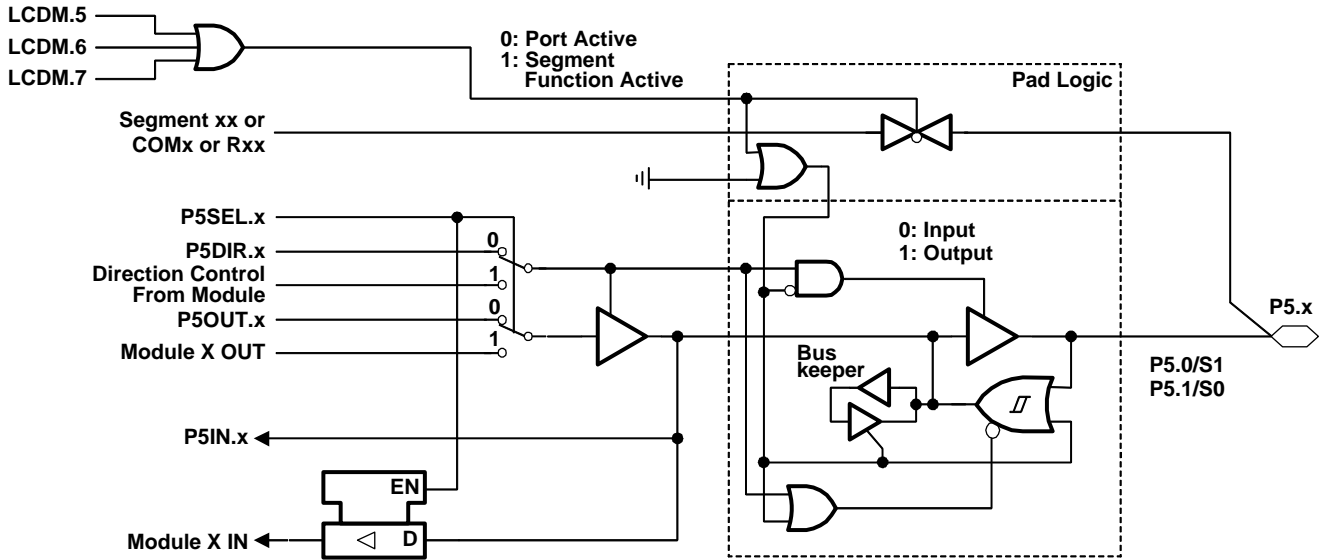 LCDM.5
LCDM.6
LCDM.7
0: Port Active
1: Segment
Function Active
Pad Logic
Segment xx or
COMx or Rxx
P5SEL.x
0: Input
1: Output
P5DIR.x
0
Direction Control
From Module
1
P5OUT.x
0
Module X OUT
1
P5.x
Bus
keeper
P5.0/S1
P5.1/S0
P5IN.x
EN
Module X IN
D